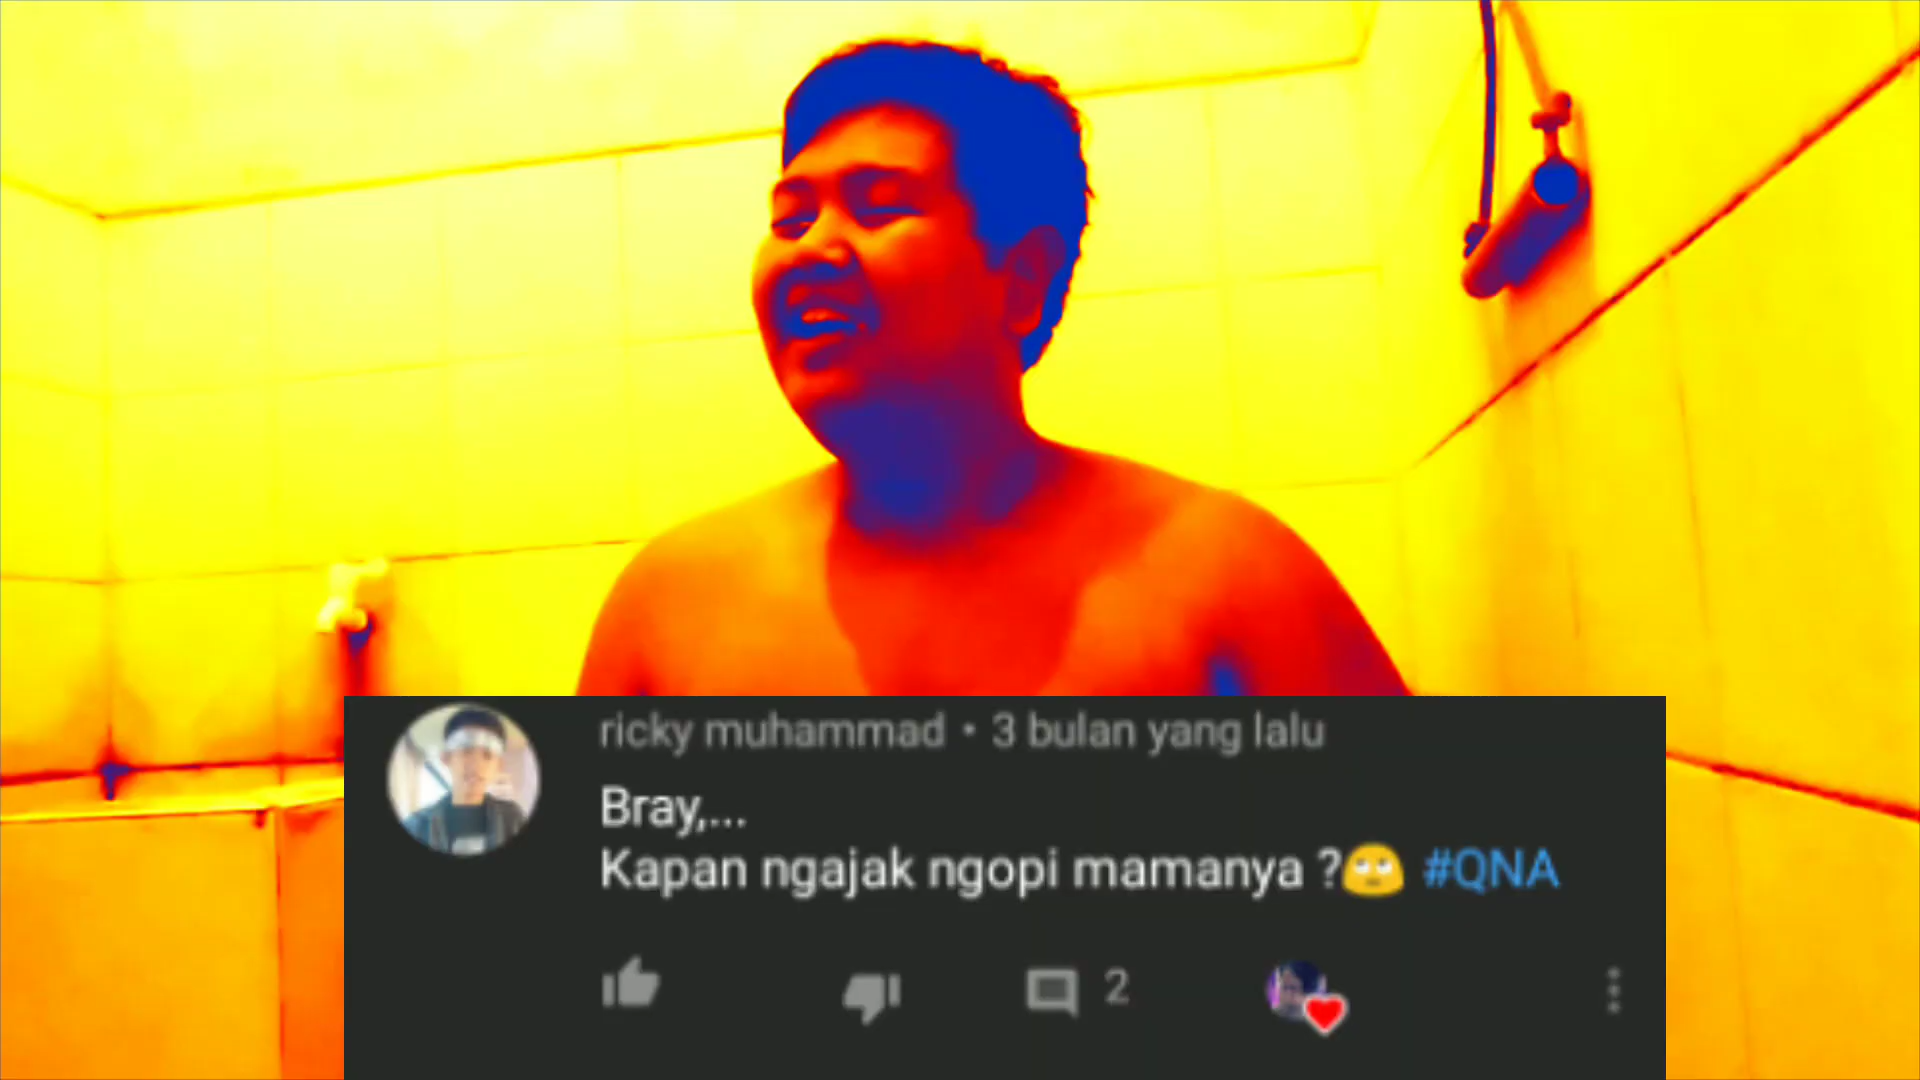 ricky muhammad • 3 bulan yang lalu
Bray,...
Kapan ngajak ngopi mamanya ?🙄 #QNA
2